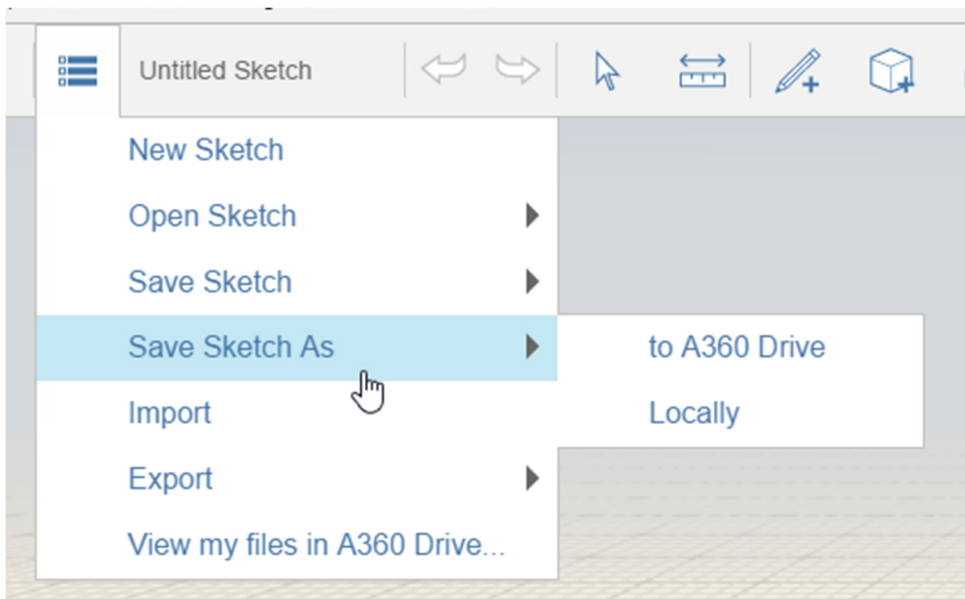 Untitled Sketch
New Sketch
Open Sketch
Save Sketch
Save Sketch As
to A360 Drive
Import
Locally
Export
View my files in A360 Drive...